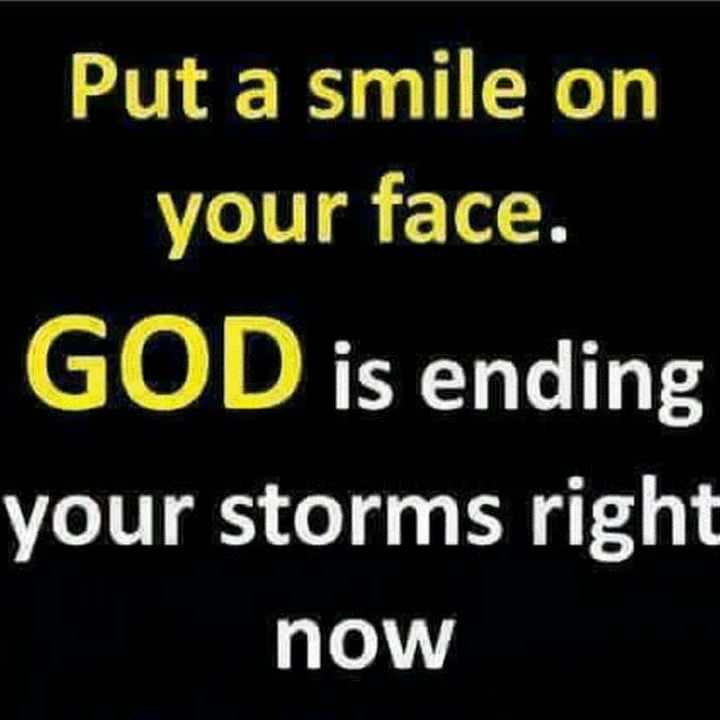 Put a smile on
your face.
GOD is ending
your storms right
now